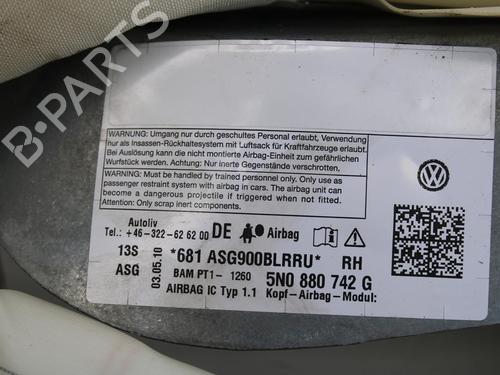 B-PARTS
WARNING: Umgang nur durch geschultes Personal erlaubt, Verwendung
nur als Insassen-Rückhaltesystem mit Luftsack für Kraftfahrzeuge erlaubt.
Bei Auslösung können die nicht montierte Airbag-Einheit zum gefährlichen
Wurfstück werden. Achtung: Nur inerte Gegenstände verschrotten.
WARNING: Must be handled by trained personnel only. Use only as
passenger restraint system with airbag in cars. The airbag unit can
become a dangerous projectile if triggered when not fitted.
Attention: Only scrap inert components.
Autoliv
Tel.: +46-322-62 62 00 DE Airbag
13S *681 ASG900BLRRU* RH
ASG 03.05.10 BAM PT1- 1260 5N0 880 742 G
AIRBAG IC Typ 1.1 Kopf-Airbag-Modul: